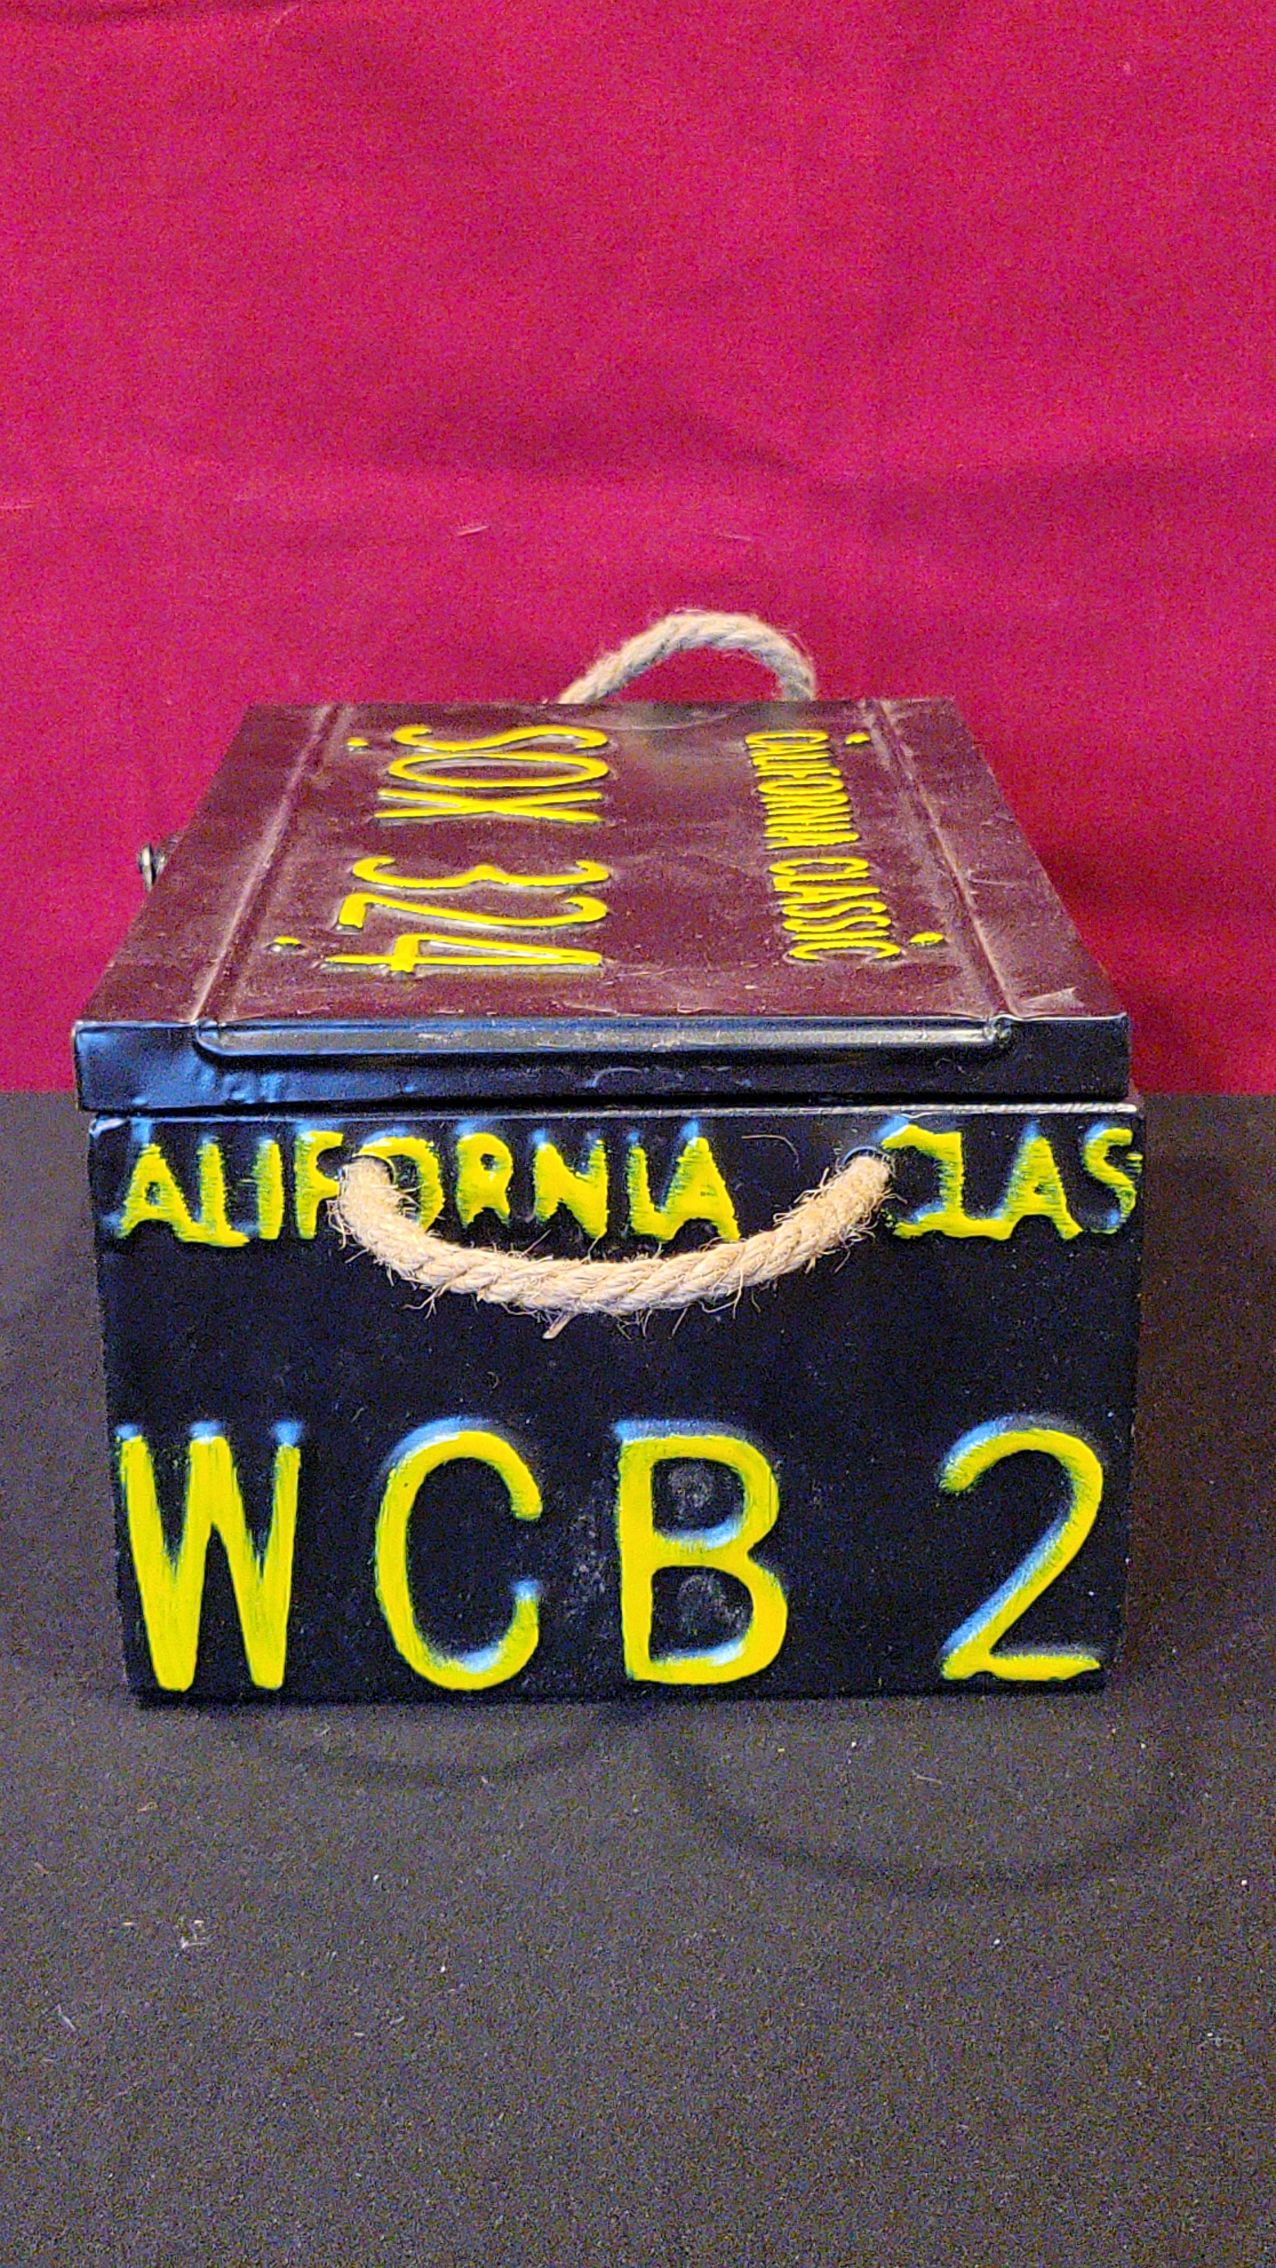 CALIFORNIA CLASSIC
SOX 324
ALIFORNIA CLAS
WCB 2